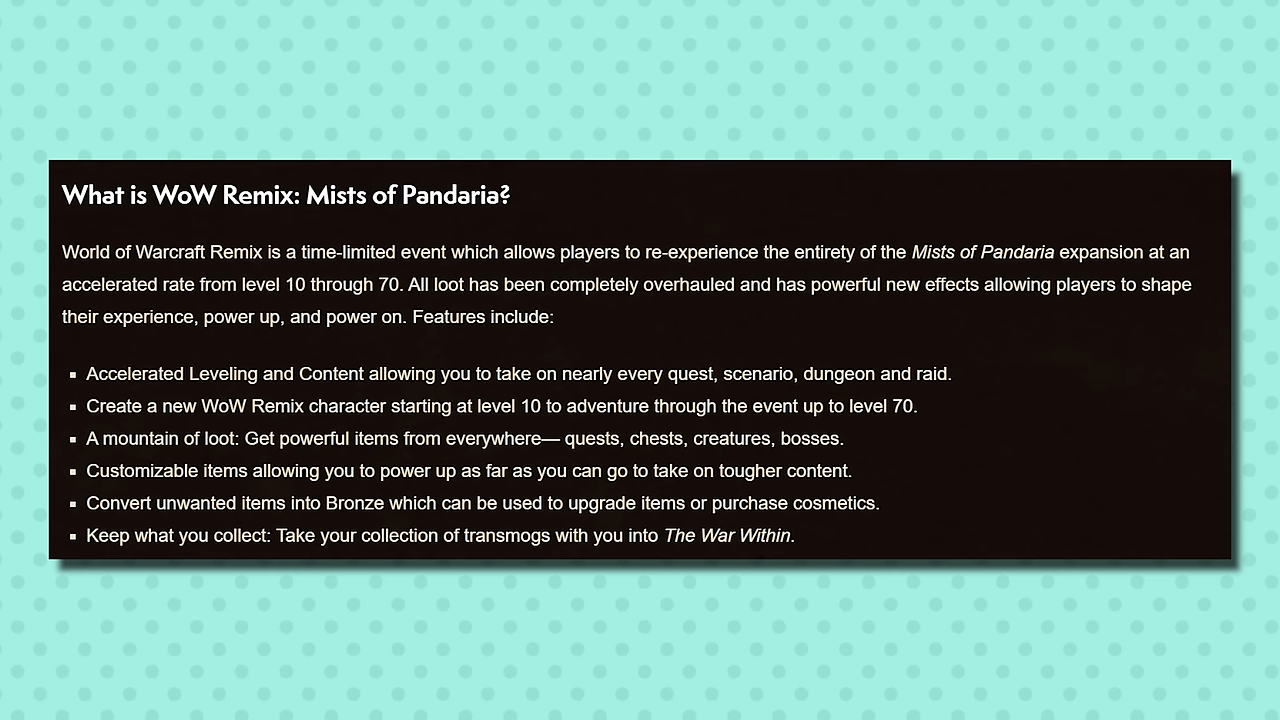 What is WoW Remix: Mists of Pandaria?
World of Warcraft Remix is a time-limited event which allows players to re-experience the entirety of the Mists of Pandaria expansion at an
accelerated rate from level 10 through 70. All loot has been completely overhauled and has powerful new effects allowing players to shape
their experience, power up, and power on. Features include:
▪ Accelerated Leveling and Content allowing you to take on nearly every quest, scenario, dungeon and raid.
▪ Create a new WoW Remix character starting at level 10 to adventure through the event up to level 70.
▪ A mountain of loot: Get powerful items from everywhere— quests, chests, creatures, bosses.
▪ Customizable items allowing you to power up as far as you can go to take on tougher content.
▪ Convert unwanted items into Bronze which can be used to upgrade items or purchase cosmetics.
▪ Keep what you collect: Take your collection of transmogs with you into The War Within.